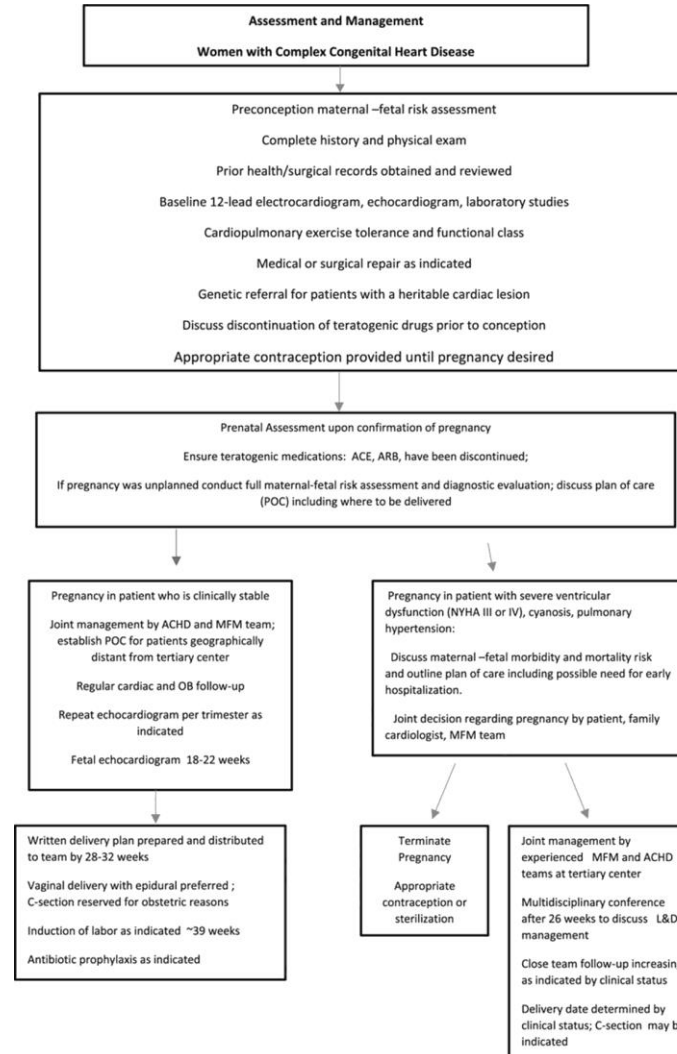 Assessment and Management
Women with Complex Congenital Heart Disease
Preconception maternal –fetal risk assessment
Complete history and physical exam
Prior health/surgical records obtained and reviewed
Baseline 12-lead electrocardiogram, echocardiogram, laboratory studies
Cardiopulmonary exercise tolerance and functional class
Medical or surgical repair as indicated
Genetic referral for patients with a heritable cardiac lesion
Discuss discontinuation of teratogenic drugs prior to conception
Appropriate contraception provided until pregnancy desired
Prenatal Assessment upon confirmation of pregnancy
Ensure teratogenic medications: ACE, ARB, have been discontinued;
If pregnancy was unplanned conduct full maternal-fetal risk assessment and diagnostic evaluation; discuss plan of care
(POC) including where to be delivered
Pregnancy in patient who is clinically stable
Joint management by ACHD and MFM team;
establish POC for patients geographically
distant from tertiary center
Regular cardiac and OB follow-up
Repeat echocardiogram per trimester as
indicated
Fetal echocardiogram 18-22 weeks
Pregnancy in patient with severe ventricular
dysfunction (NYHA III or IV), cyanosis, pulmonary
hypertension:
Discuss maternal –fetal morbidity and mortality risk
and outline plan of care including possible need for early
hospitalization.
Joint decision regarding pregnancy by patient, family
cardiologist, MFM team
Written delivery plan prepared and distributed
to team by 28-32 weeks
Vaginal delivery with epidural preferred ;
C-section reserved for obstetric reasons
Induction of labor as indicated ~39 weeks
Antibiotic prophylaxis as indicated
Terminate
Pregnancy
Appropriate
contraception or
sterilization
Joint management by
experienced MFM and ACHD
teams at tertiary center
Multidisciplinary conference
after 26 weeks to discuss L&D
management
Close team follow-up increasing
as indicated by clinical status
Delivery date determined by
clinical status; C-section may b
indicated